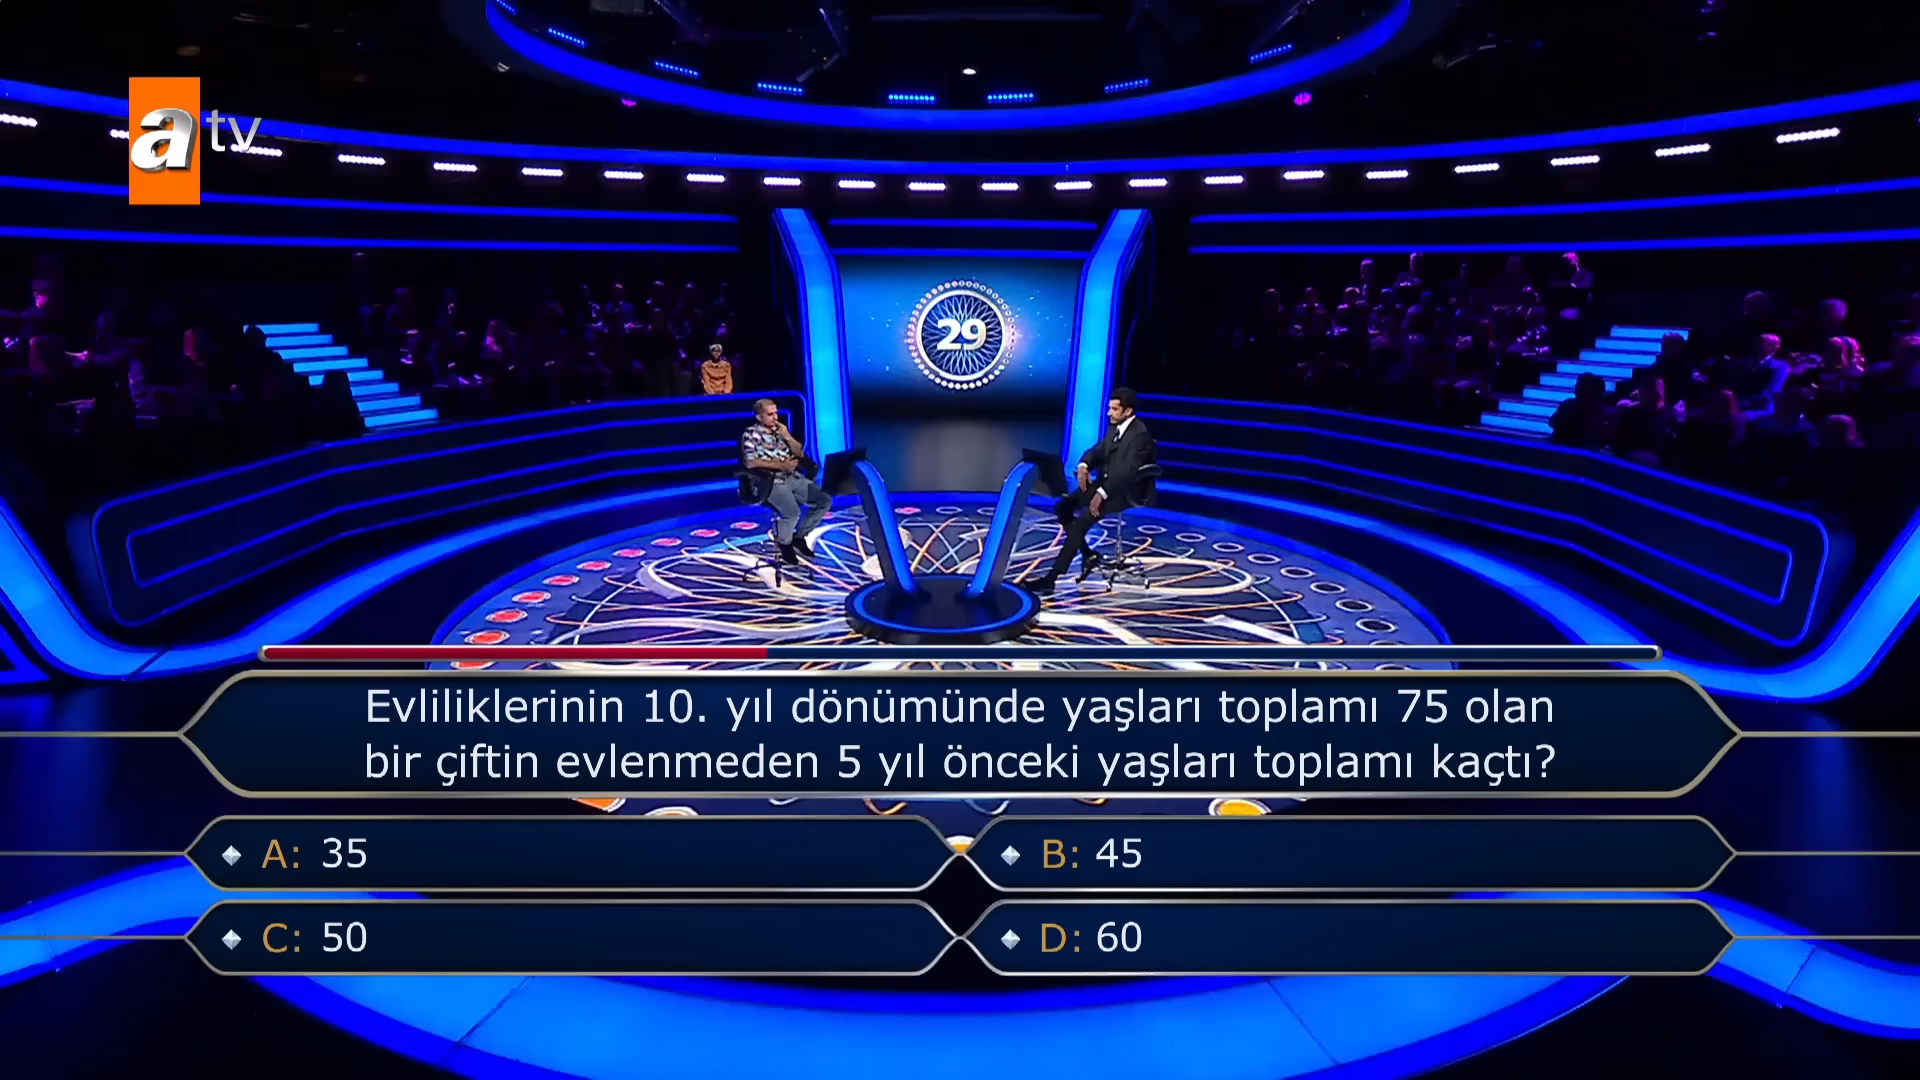 a tv
29
Evliliklerinin 10. yıl dönümünde yaşları toplamı 75 olan
bir çiftin evlenmeden 5 yıl önceki yaşları toplamı kaçtı?
A: 35
B: 45
C: 50
D: 60